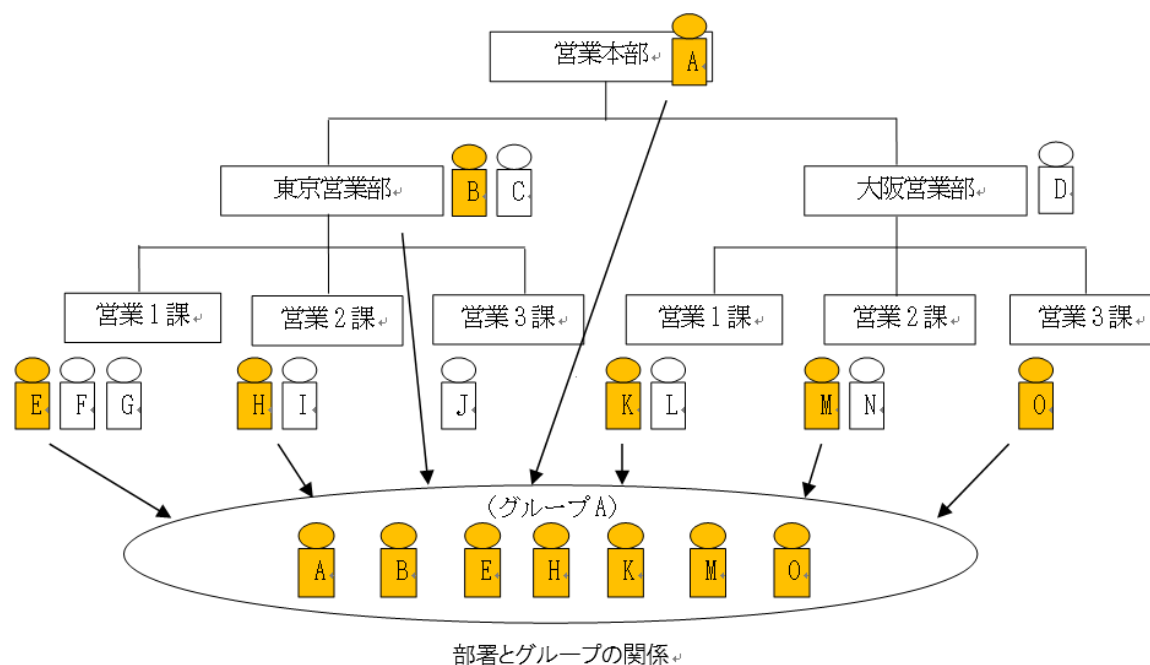 営業本部
A
東京営業部
B
C
大阪営業部
D
営業1課
営業2課
営業3課
営業1課
営業2課
営業3課
E
F
G
H
I
J
K
L
M
N
O
(グループA)
A
B
E
H
K
M
O
部署とグループの関係